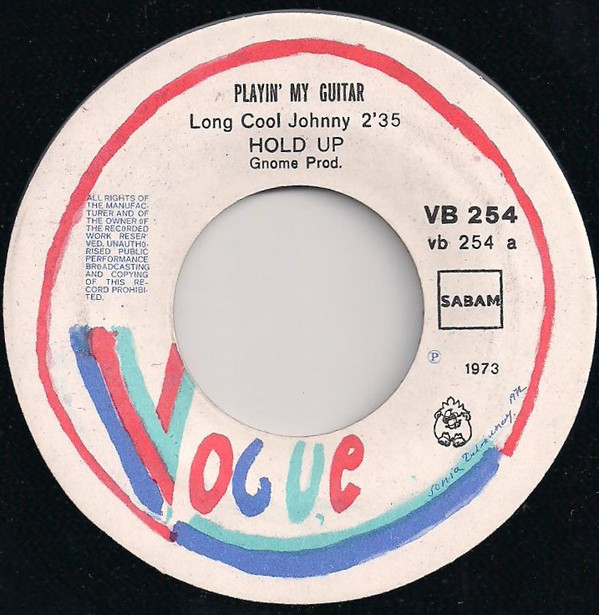 PLAYIN' MY GUITAR
Long Cool Johnny 2'35
HOLD UP
Gnome Prod.
ALL RIGHTS OF
THE MANUFAC-
TURER AND OF
THE OWNER OF
THE RECORDED
WORK RESER
VED. UNAUTHO-
RISED PUBLIC
PERFORMANCE
BROADCASTING
AND COPYING
OF THIS RE-
CORD PROHIBI-
TED.
VB 254
vb 254 a
SABAM
℗ 1973
VOGUE
Sonia Delaunay